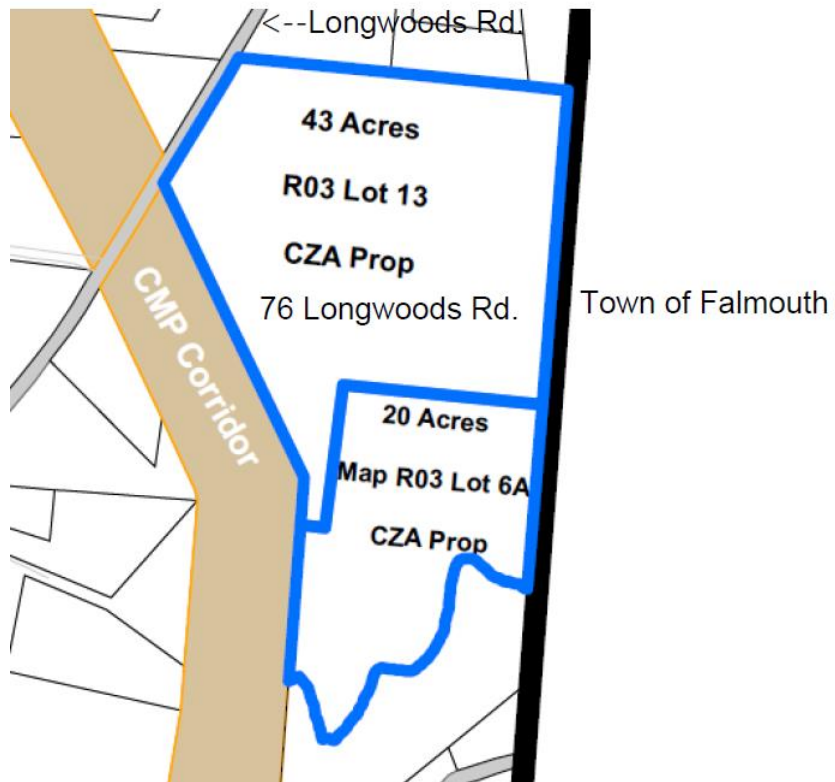 <--Longwoods Rd.
43 Acres
R03 Lot 13
CZA Prop
76 Longwoods Rd.
Town of Falmouth
CMP Corridor
20 Acres
Map R03 Lot 6A
CZA Prop